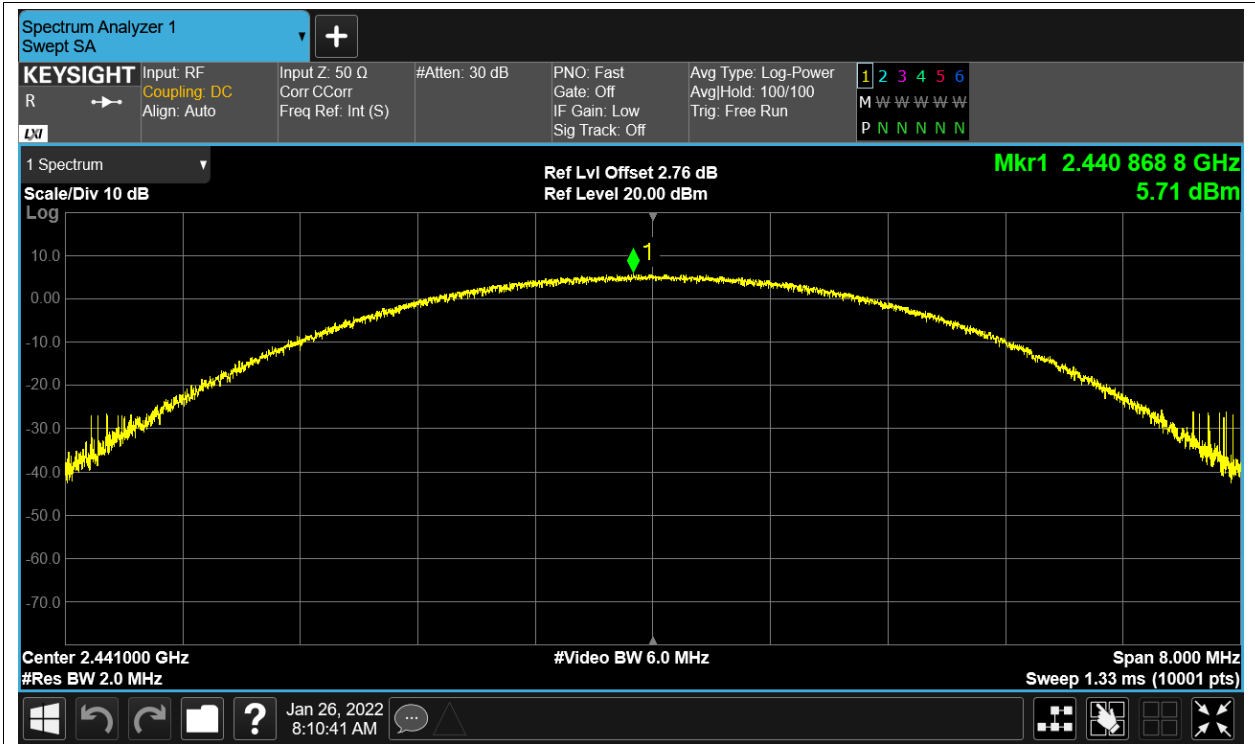 Spectrum Analyzer 1
Swept SA
KEYSIGHT
R
LXI
Input: RF
Coupling: DC
Align: Auto
Input Z: 50 Ω
Corr CCorr
Freq Ref: Int (S)
#Atten: 30 dB
PNO: Fast
Gate: Off
IF Gain: Low
Sig Track: Off
Avg Type: Log-Power
Avg|Hold: 100/100
Trig: Free Run
1 2 3 4 5 6
M W W W W W
P N N N N N
1 Spectrum
Scale/Div 10 dB
Ref Lvl Offset 2.76 dB
Ref Level 20.00 dBm
Mkr1 2.440 868 8 GHz
5.71 dBm
Log
1
10.0
0.00
-10.0
-20.0
-30.0
-40.0
-50.0
-60.0
-70.0
Center 2.441000 GHz
#Video BW 6.0 MHz
Span 8.000 MHz
#Res BW 2.0 MHz
Sweep 1.33 ms (10001 pts)
?
Jan 26, 2022
8:10:41 AM